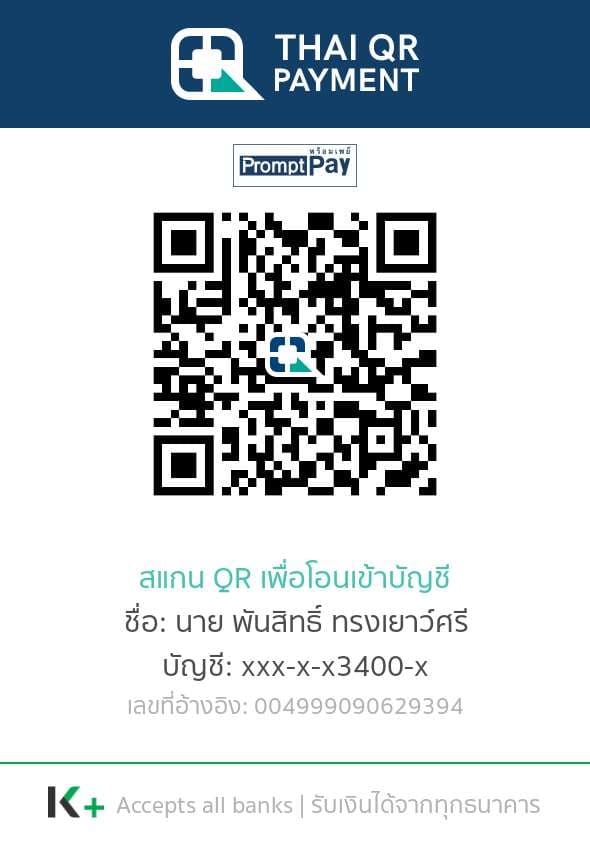 THAI QR
PAYMENT
พร้อมเพย์
PromptPay
สแกน QR เพื่อโอนเข้าบัญชี
ชื่อ: นาย พันสิทธิ์ ทรงเยาว์ศรี
บัญชี: xxx-x-x3400-x
เลขที่อ้างอิง: 004999090629394
K+ Accepts all banks | รับเงินได้จากทุกธนาคาร